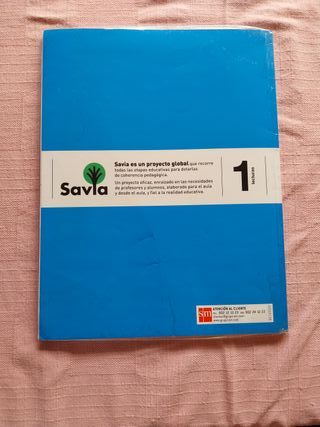 Savia es un proyecto global que recorre
todas las etapas educativas para dotarlas
de coherencia pedagógica.
Un proyecto eficaz, enraizado en las necesidades
de profesores y alumnos, elaborado para el aula
y desde el aula, y fiel a la realidad educativa.
Savia
1
lecturas
sm
ATENCIÓN AL CLIENTE